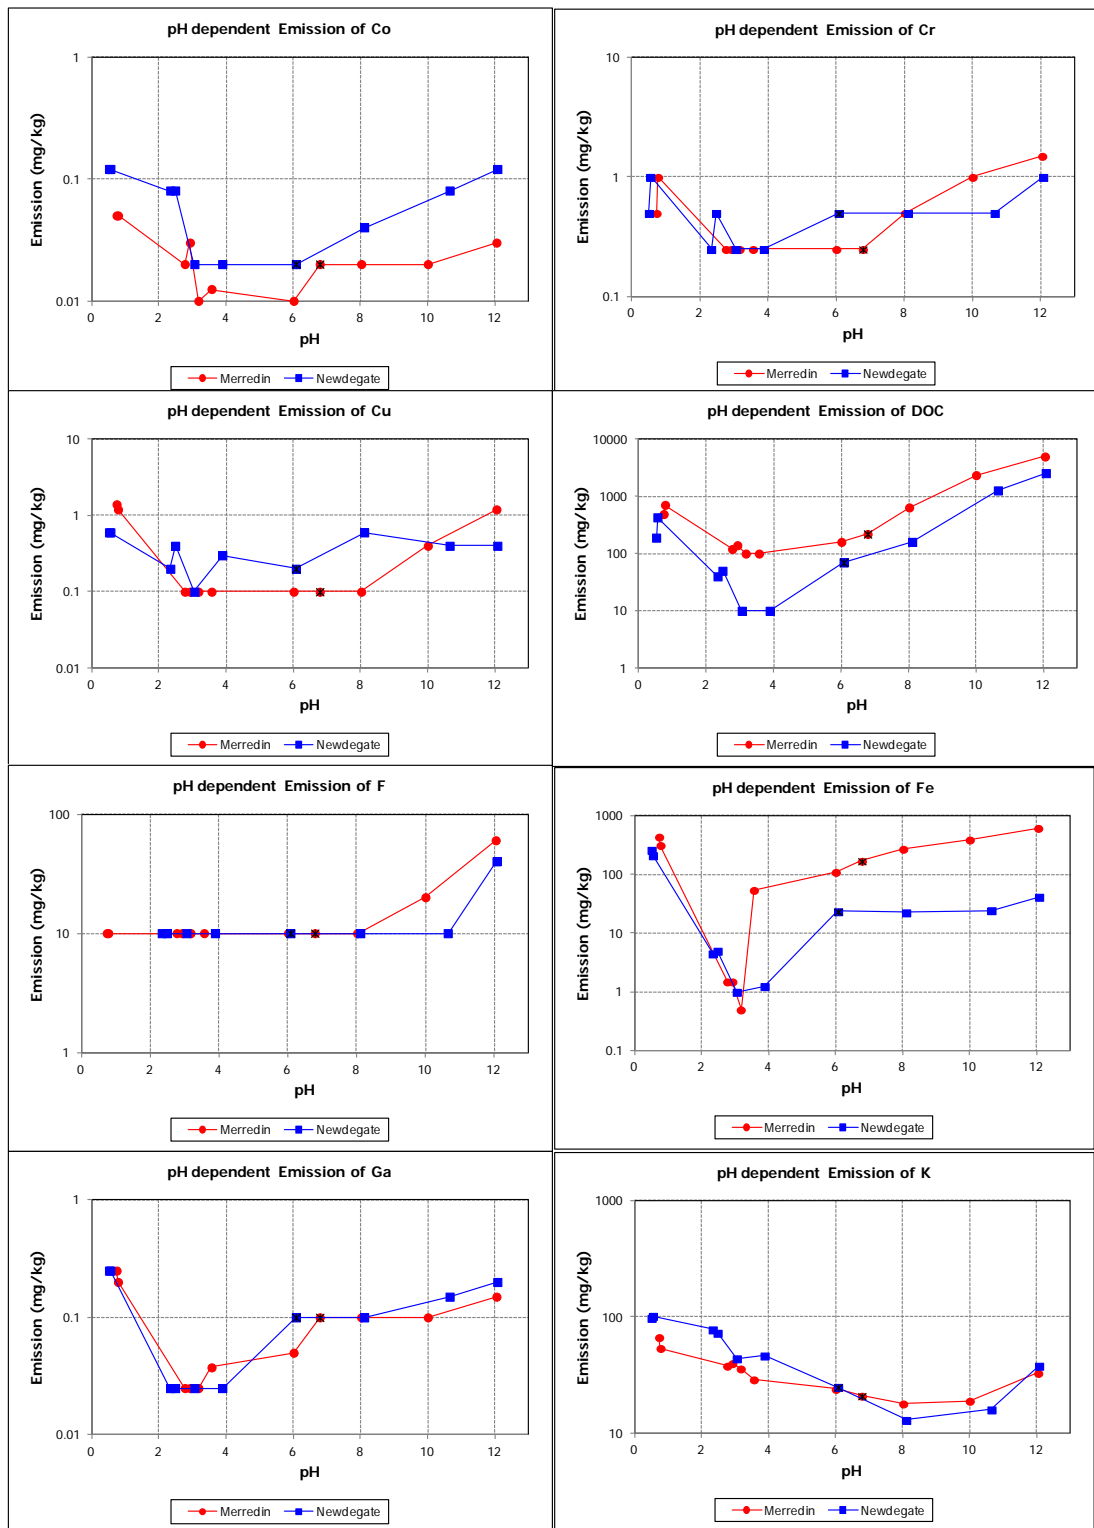 pH dependent Emission of Co
Emission (mg/kg)
1
0.1
0.01
0 2 4 6 8 10 12
pH
Merredin Newdegate
pH dependent Emission of Cr
Emission (mg/kg)
10
1
0.1
0 2 4 6 8 10 12
pH
Merredin Newdegate
pH dependent Emission of Cu
Emission (mg/kg)
10
1
0.1
0.01
0 2 4 6 8 10 12
pH
Merredin Newdegate
pH dependent Emission of DOC
Emission (mg/kg)
10000
1000
100
10
1
0 2 4 6 8 10 12
pH
Merredin Newdegate
pH dependent Emission of F
Emission (mg/kg)
100
10
1
0 2 4 6 8 10 12
pH
Merredin Newdegate
pH dependent Emission of Fe
Emission (mg/kg)
1000
100
10
1
0.1
0 2 4 6 8 10 12
pH
Merredin Newdegate
pH dependent Emission of Ga
Emission (mg/kg)
1
0.1
0.01
0 2 4 6 8 10 12
pH
Merredin Newdegate
pH dependent Emission of K
Emission (mg/kg)
1000
100
10
0 2 4 6 8 10 12
pH
Merredin Newdegate